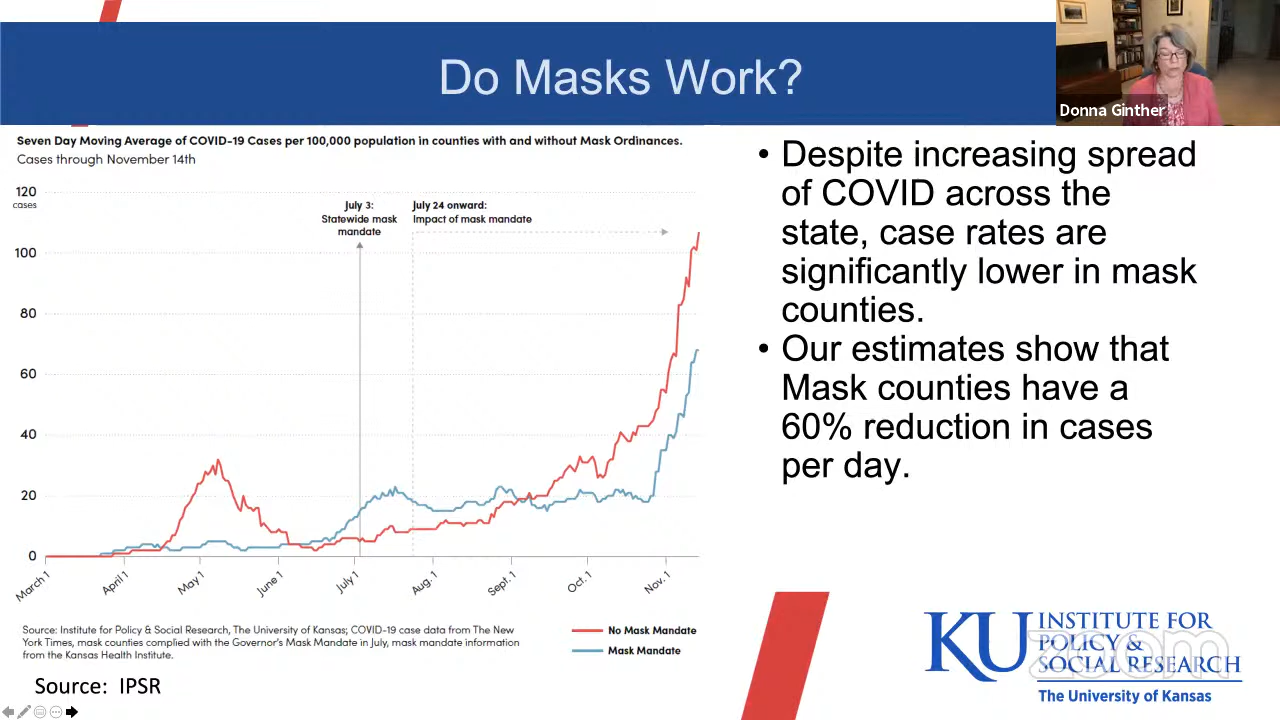 Do Masks Work?
Donna Ginther
Seven Day Moving Average of COVID-19 Cases per 100,000 population in counties with and without Mask Ordinances.
Cases through November 14th
120
cases
100
80
60
40
20
0
July 3:
Statewide mask
mandate
July 24 onward:
Impact of mask mandate
March 1
April 1
May 1
June 1
July 1
Aug. 1
Sept. 1
Oct. 1
Nov. 1
Source: Institute for Policy & Social Research, The University of Kansas; COVID-19 case data from The New
York Times, mask counties complied with the Governor's Mask Mandate in July, mask mandate information
from the Kansas Health Institute.
No Mask Mandate
Mask Mandate
Source: IPSR
• Despite increasing spread
of COVID across the
state, case rates are
significantly lower in mask
counties.
• Our estimates show that
Mask counties have a
60% reduction in cases
per day.
KU
INSTITUTE FOR
POLICY &
SOCIAL RESEARCH
The University of Kansas
zoom